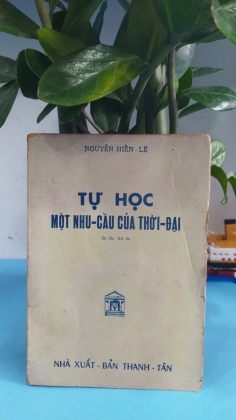 NGUYỄN HIẾN-LÊ
TỰ HỌC
MỘT NHU-CẦU CỦA THỜI-ĐẠI
NHÀ XUẤT-BẢN THANH-TÂN